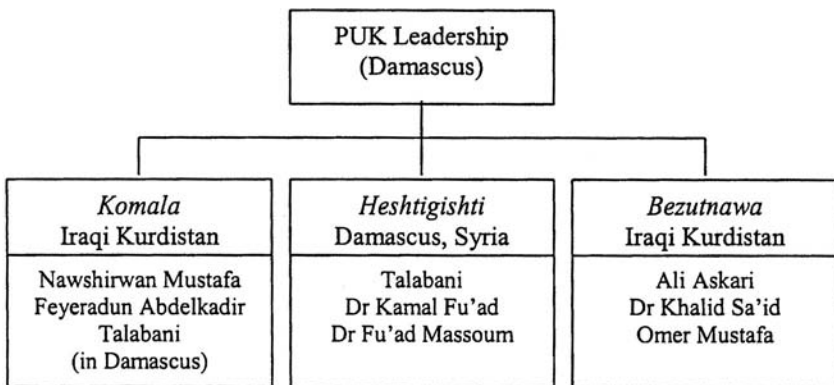 PUK Leadership
(Damascus)
Komala
Iraqi Kurdistan
Nawshirwan Mustafa
Feyeradun Abdelkadir
Talabani
(in Damascus)
Heshtigishti
Damascus, Syria
Talabani
Dr Kamal Fu'ad
Dr Fu'ad Massoum
Bezutnawa
Iraqi Kurdistan
Ali Askari
Dr Khalid Sa'id
Omer Mustafa